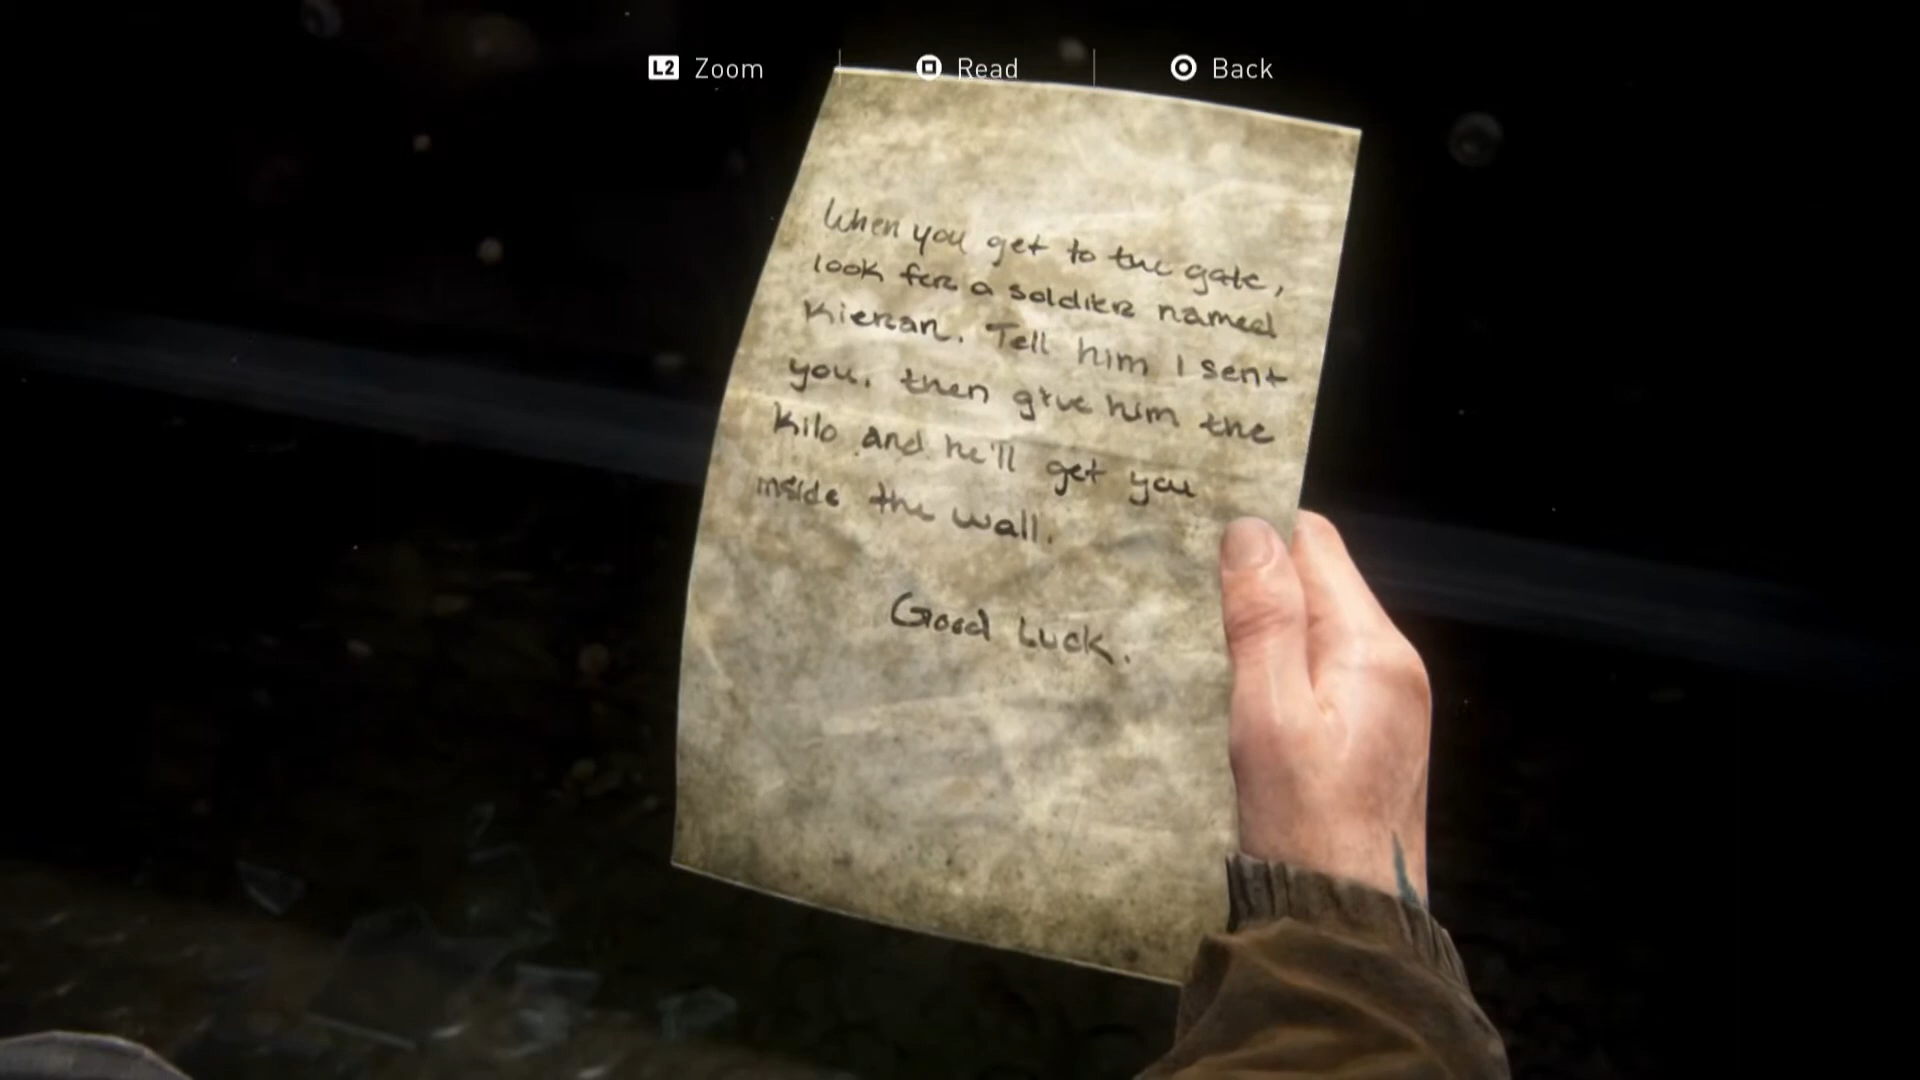 L2 Zoom
Read
Back
When you get to the gate,
look for a soldier named
Kieran. Tell him I sent
you, then give him the
kilo and he'll get you
inside the wall.
Good Luck.